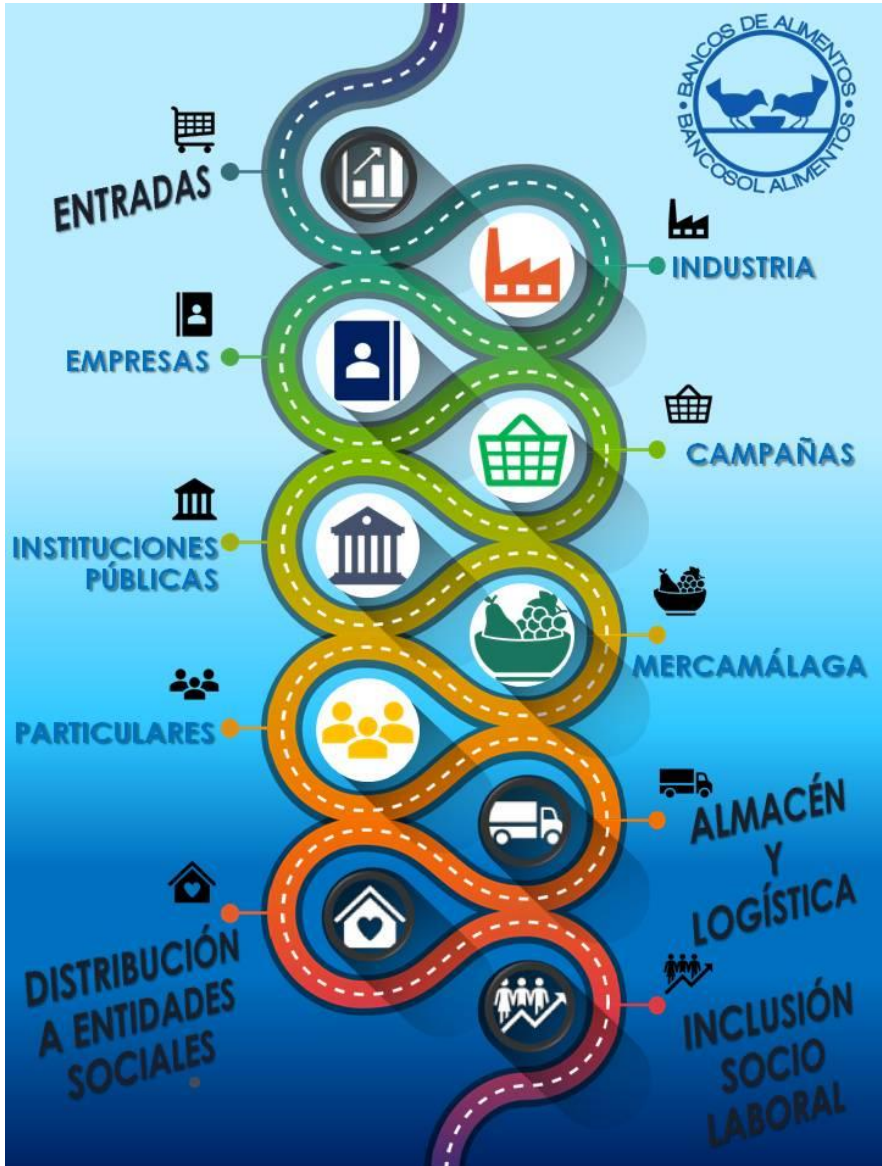 • BANCOS DE ALIMENTOS •
BANCOSOL ALIMENTOS
ENTRADAS
INDUSTRIA
EMPRESAS
CAMPAÑAS
INSTITUCIONES
PÚBLICAS
MERCAMÁLAGA
PARTICULARES
ALMACÉN
Y
LOGÍSTICA
DISTRIBUCIÓN
A ENTIDADES
SOCIALES
INCLUSIÓN
SOCIO
LABORAL